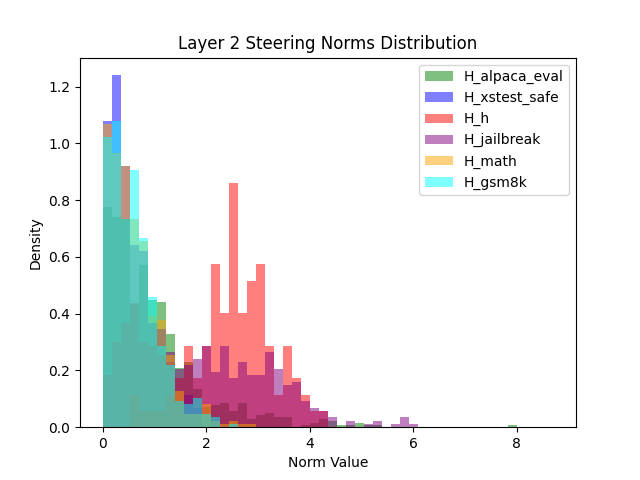 Layer 2 Steering Norms Distribution
H_alpaca_eval
H_xstest_safe
H_h
H_jailbreak
H_math
H_gsm8k
1.2
1.0
0.8
0.6
0.4
0.2
0.0
Density
0 2 4 6 8
Norm Value